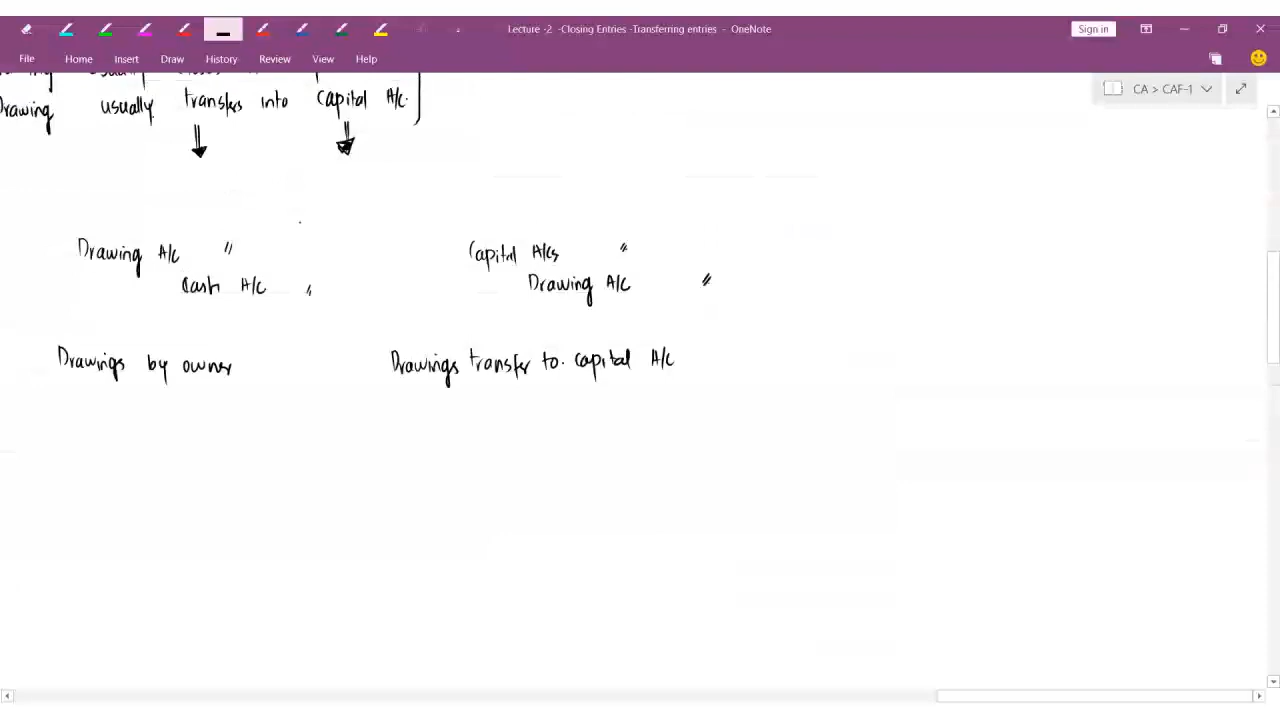 Lecture -2 -Closing Entries -Transferring entries - OneNote
Sign in
File Home Insert Draw History Review View Help
CA > CAF-1
usually
Drawing usually transfers into Capital A/c.
Drawing A/c "
Cash A/c "
Capital A/cs "
Drawing A/c "
Drawings by owner
Drawings transfer to. capital A/c